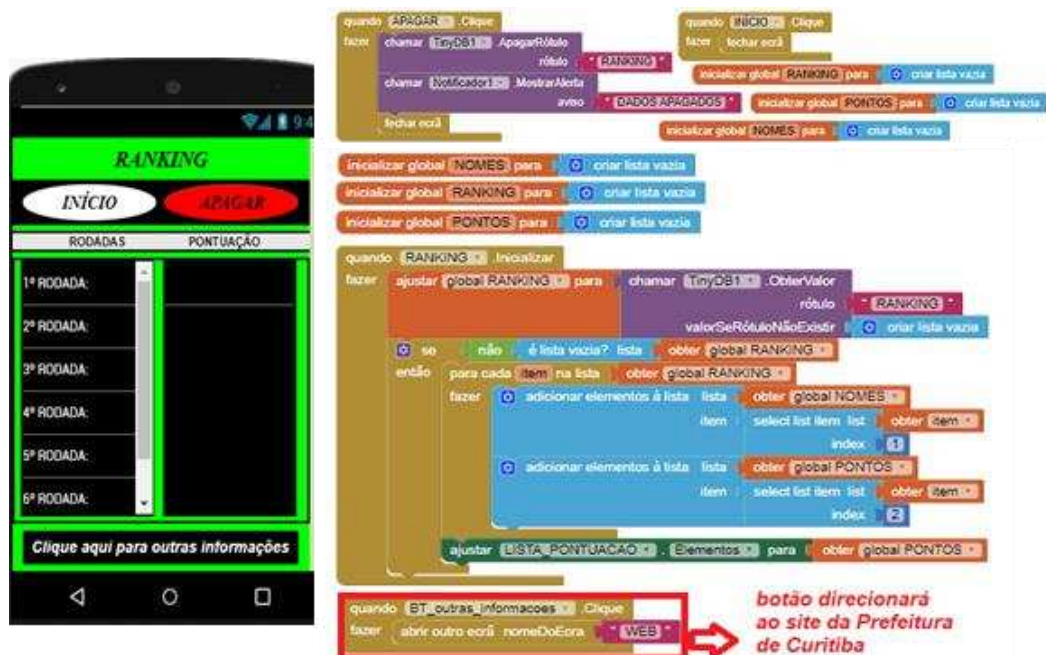 9:4
RANKING
INÍCIO
APAGAR
RODADAS
PONTUAÇÃO
1ª RODADA:
2ª RODADA:
3ª RODADA:
4ª RODADA:
5ª RODADA:
6ª RODADA:
Clique aqui para outras informações
quando APAGAR .Clique
fazer chamar TinyDB1 .ApagarRótulo
rótulo " RANKING "
chamar Notificador1 .MostrarAlerta
aviso " DADOS APAGADOS "
fechar ecrã
quando INÍCIO .Clique
fazer fechar ecrã
inicializar global RANKING para criar lista vazia
inicializar global PONTOS para criar lista vazia
inicializar global NOMES para criar lista vazia
inicializar global NOMES para criar lista vazia
inicializar global RANKING para criar lista vazia
inicializar global PONTOS para criar lista vazia
quando RANKING .Inicializar
fazer ajustar global RANKING para chamar TinyDB1 .ObterValor
rótulo " RANKING "
valorSeRótuloNãoExistir criar lista vazia
se não é lista vazia? lista obter global RANKING
então para cada item na lista obter global RANKING
fazer adicionar elementos à lista lista obter global NOMES
item select list item list obter item
index 1
adicionar elementos à lista lista obter global PONTOS
item select list item list obter item
index 2
ajustar LISTA_PONTUACAO . Elementos para obter global PONTOS
quando BT_outras_informacoes .Clique
fazer abrir outro ecrã nomeDoEcra " WEB "
botão direcionará
ao site da Prefeitura
de Curitiba